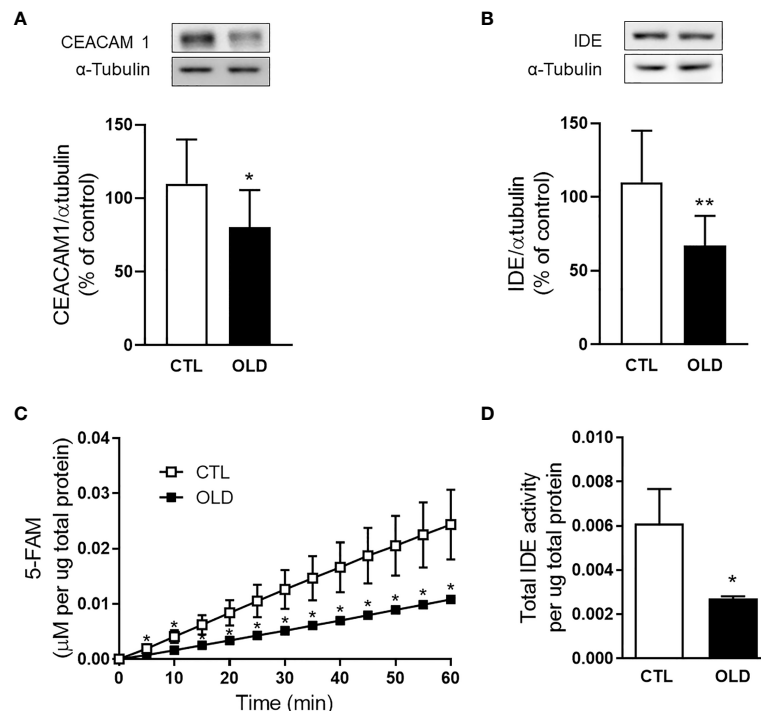 A
CEACAM 1
α-Tubulin
150
100
50
0
CEACAM1/αtubulin
(% of control)
*
CTL OLD
B
IDE
α-Tubulin
150
100
50
0
IDE/αtubulin
(% of control)
**
CTL OLD
C
0.04
0.03
0.02
0.01
0.00
5-FAM
(μM per ug total protein)
CTL
OLD
* * * * * * * * * * * *
0 10 20 30 40 50 60
Time (min)
D
0.010
0.008
0.006
0.004
0.002
0.000
Total IDE activity
per ug total protein
*
CTL OLD